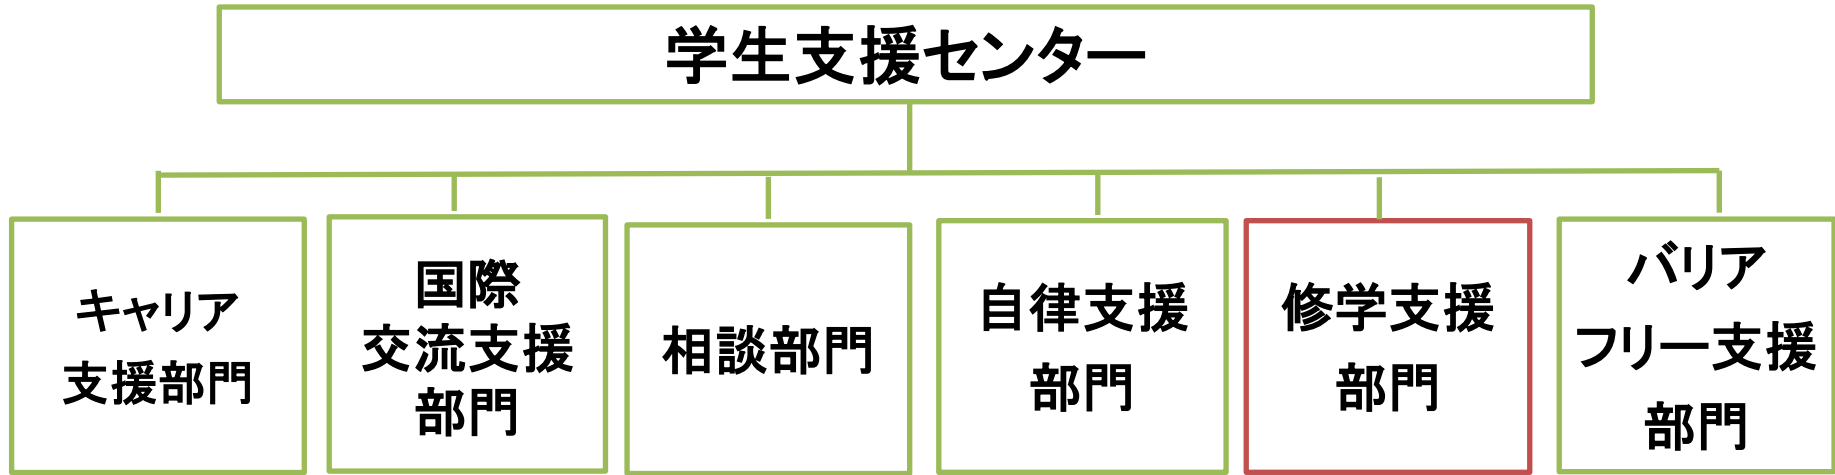 学生支援センター
キャリア
支援部門
国際
交流支援
部門
相談部門
自律支援
部門
修学支援
部門
バリア
フリー支援
部門